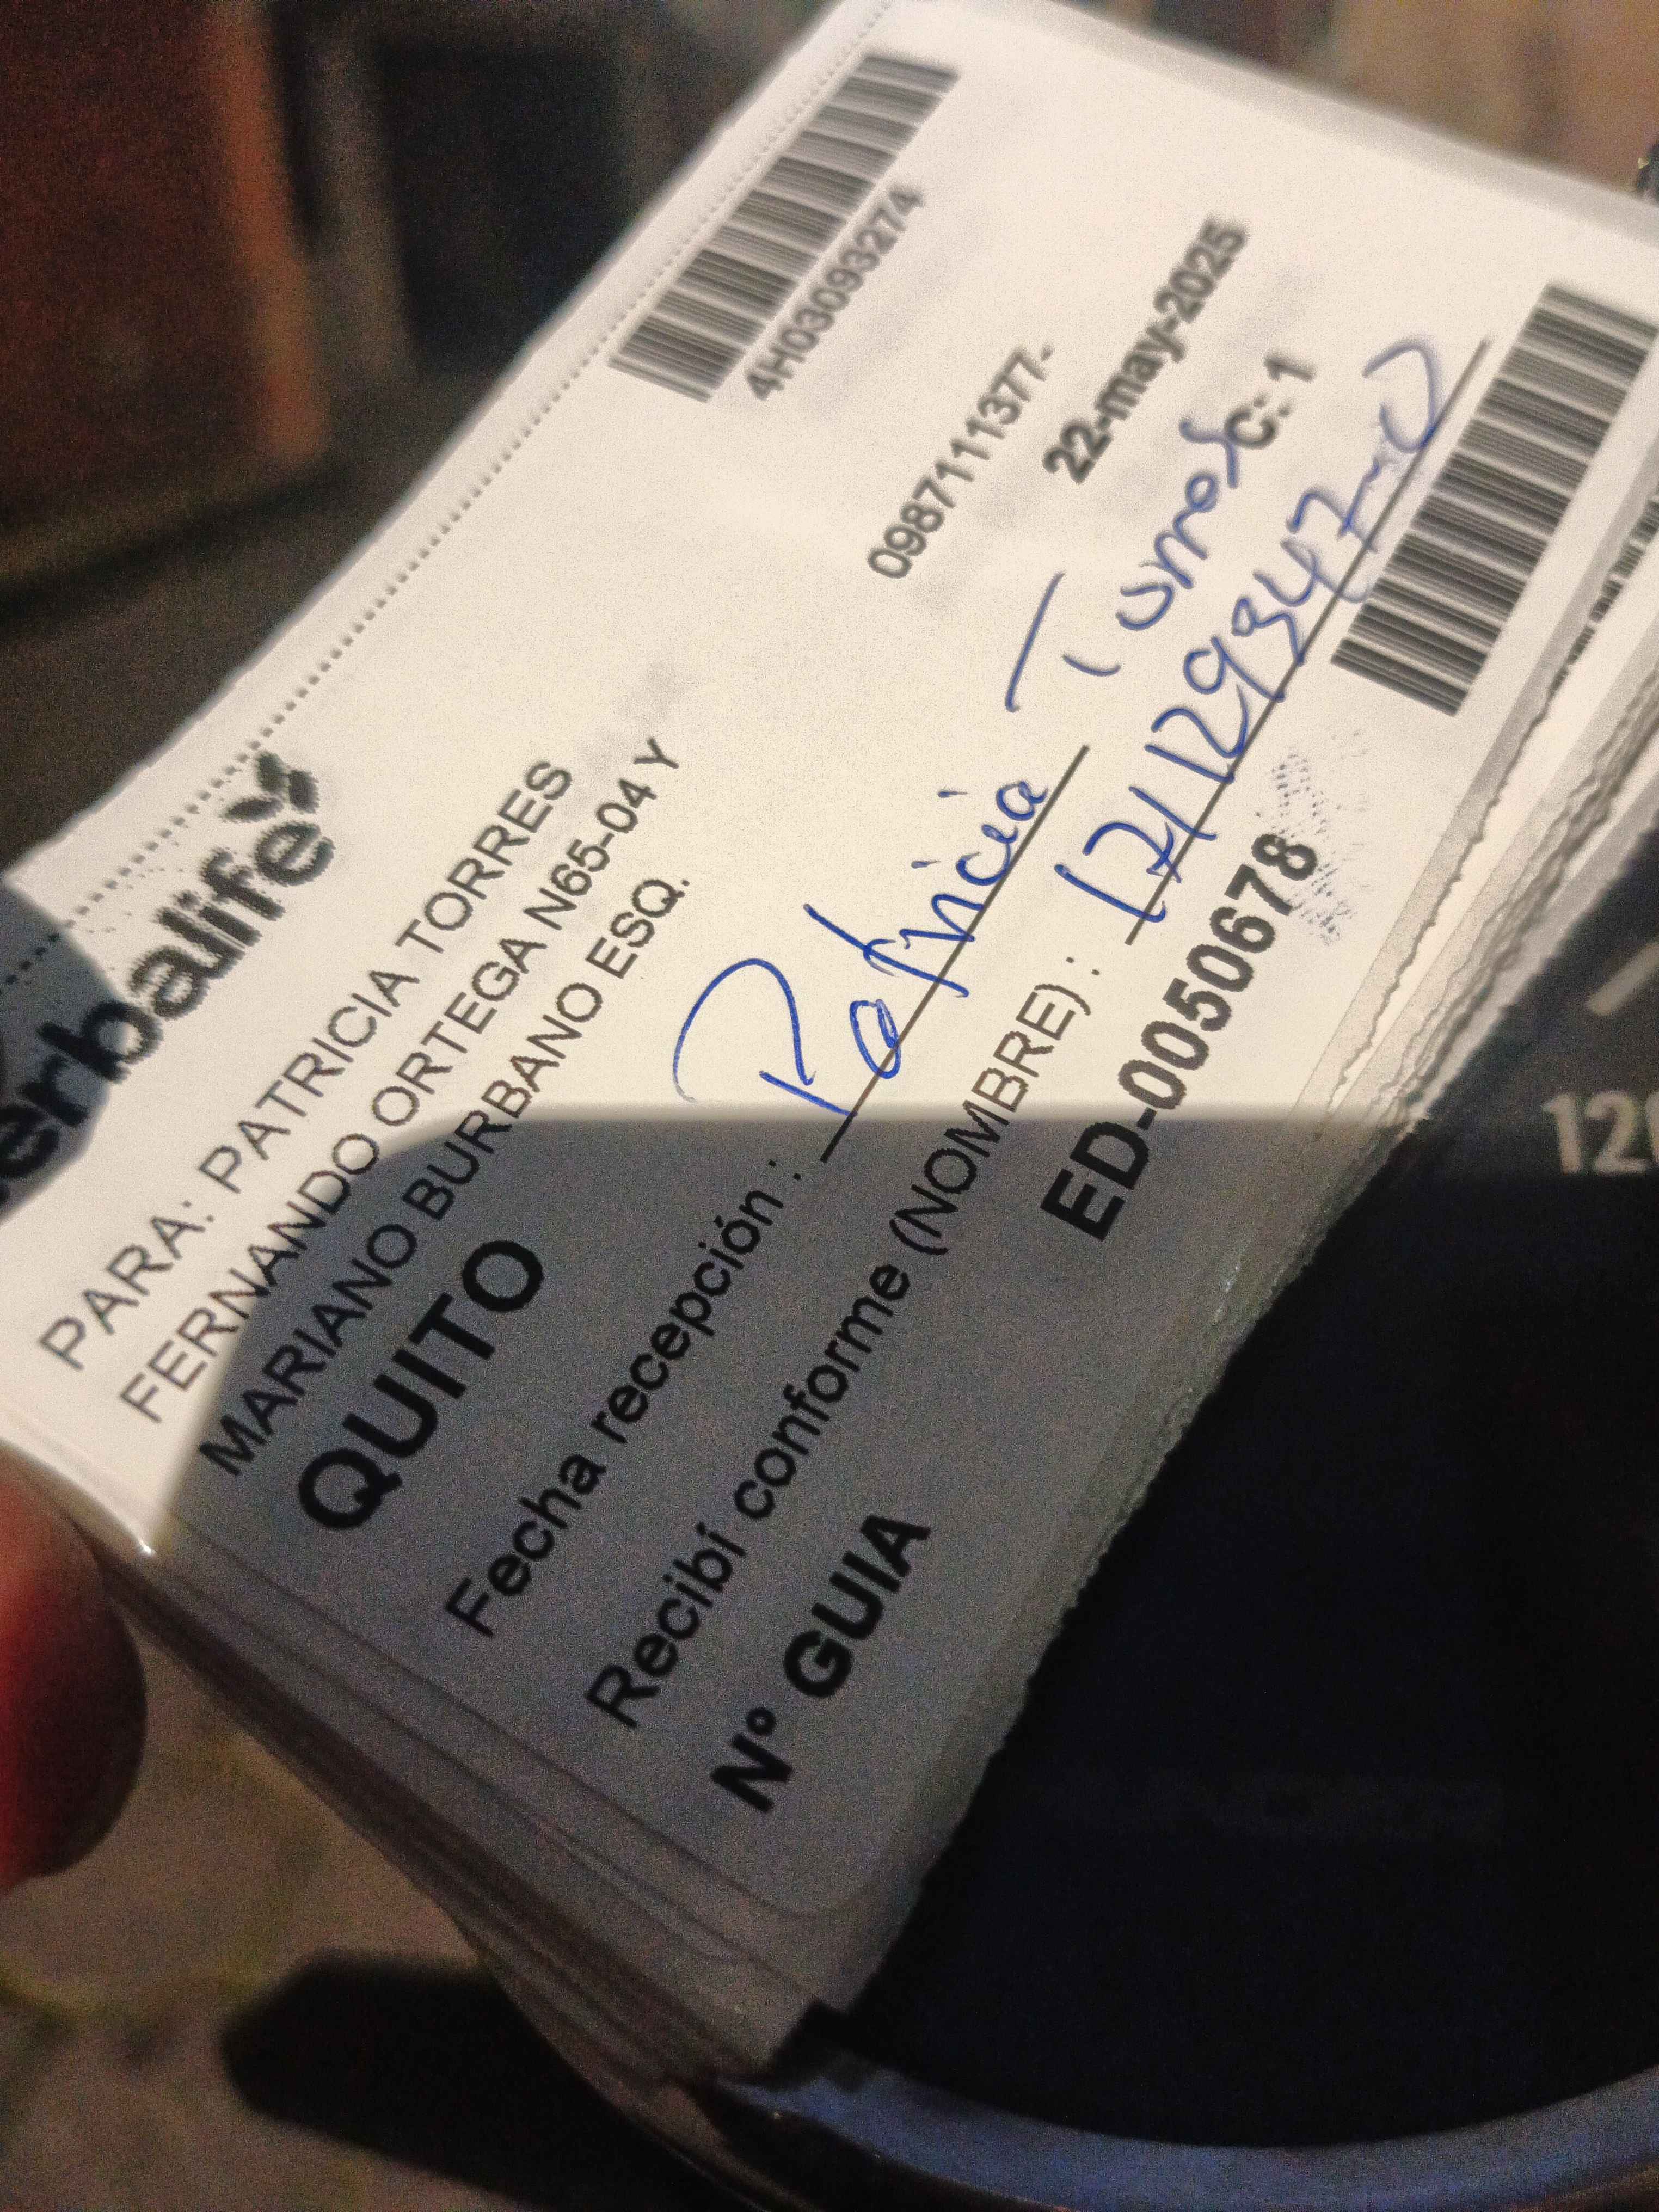 erbalife
4H03093274
PARA: PATRICIA TORRES
FERNANDO ORTEGA N65-04 Y
MARIANO BURBANO ESQ.
QUITO
0987111377-
22-may-2025
Fecha recepción : Patricia Torres C: 1
Recibí conforme (NOMBRE) :
Nº GUIA ED-0050678
120